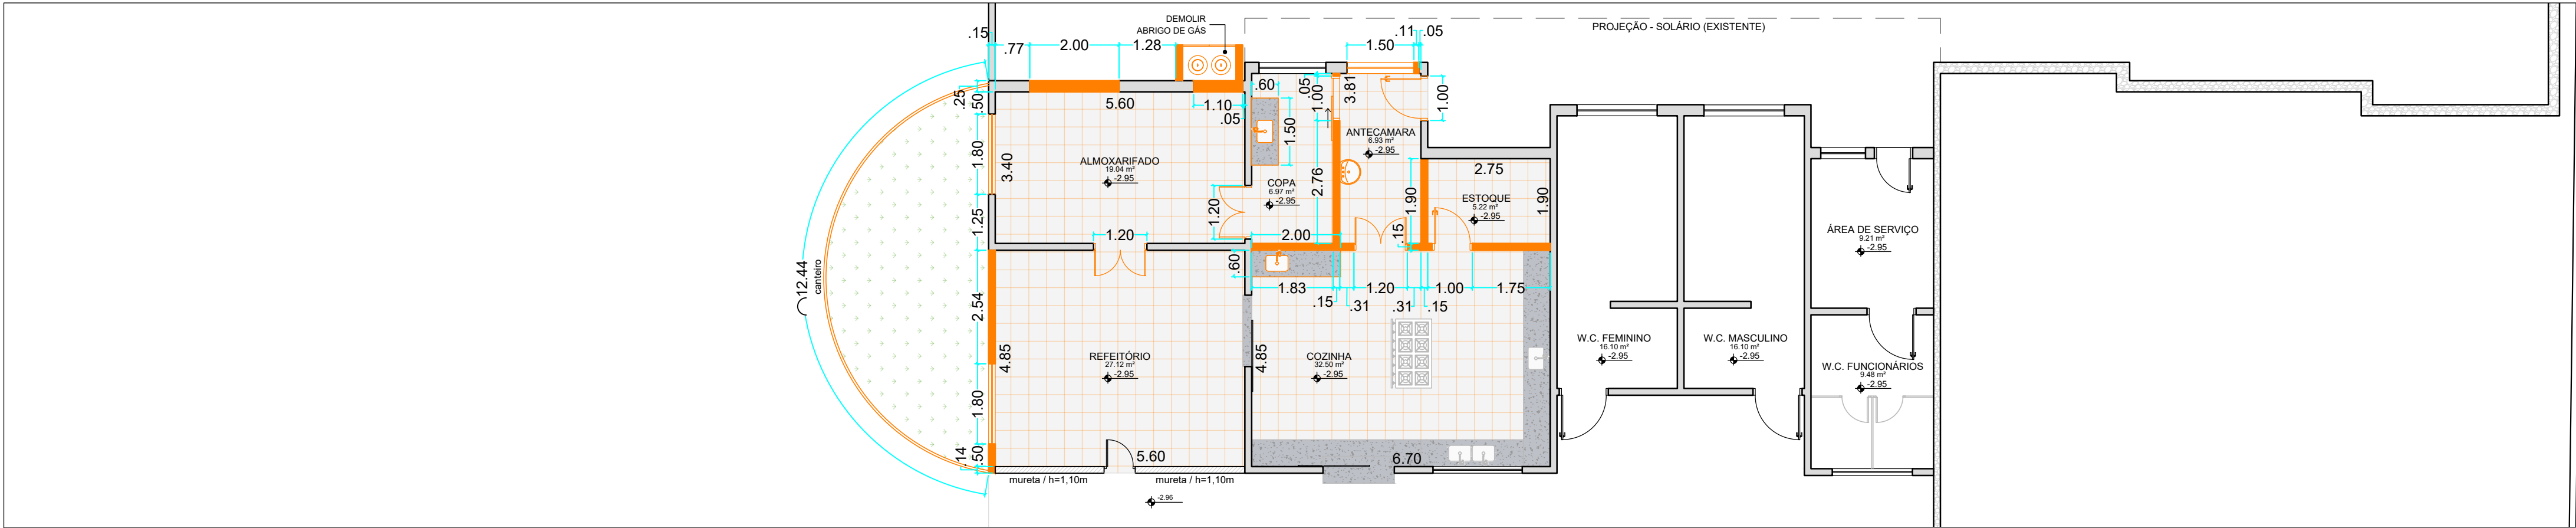 DEMOLIR
ABRIGO DE GÁS
PROJEÇÃO - SOLÁRIO (EXISTENTE)
.15
.77
2.00
1.28
.11
.05
1.50
.25
.50
5.60
1.10
.05
.60
.05
1.00
3.81
1.00
1.50
1.80
3.40
ALMOXARIFADO
19.04 m²
-2.95
ANTECAMARA
6.93 m²
-2.95
COPA
6.97 m²
-2.95
2.76
1.90
2.75
ESTOQUE
5.22 m²
-2.95
1.90
1.20
1.25
1.20
2.00
.15
ÁREA DE SERVIÇO
9.21 m²
-2.95
12.44
canteiro
.60
1.83
.15
.31
1.20
.31
.15
1.00
1.75
2.54
4.85
REFEITÓRIO
27.12 m²
-2.95
4.85
COZINHA
32.50 m²
-2.95
W.C. FEMININO
16.10 m²
-2.95
W.C. MASCULINO
16.10 m²
-2.95
W.C. FUNCIONÁRIOS
9.48 m²
-2.95
1.80
.14
.50
5.60
6.70
mureta / h=1,10m
mureta / h=1,10m
-2.96